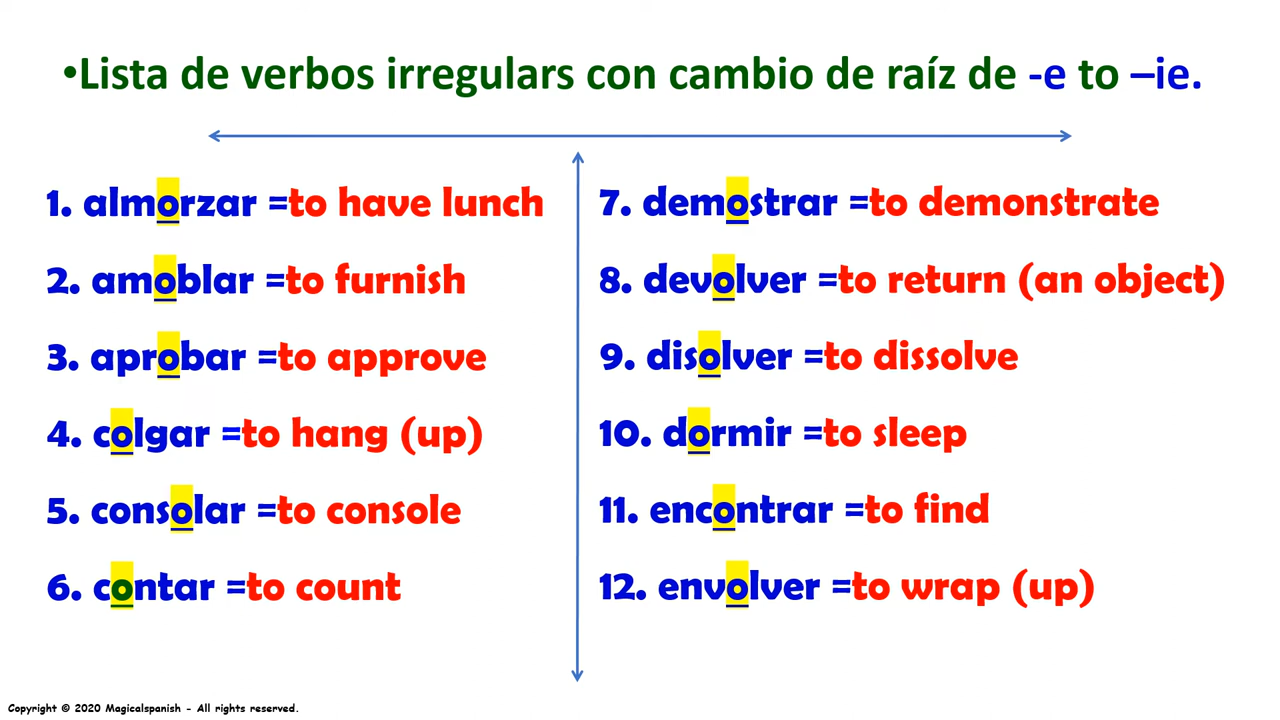 •Lista de verbos irregulars con cambio de raíz de -e to –ie.
1. almorzar =to have lunch
2. amoblar =to furnish
3. aprobar =to approve
4. colgar =to hang (up)
5. consolar =to console
6. contar =to count
7. demostrar =to demonstrate
8. devolver =to return (an object)
9. disolver =to dissolve
10. dormir =to sleep
11. encontrar =to find
12. envolver =to wrap (up)
Copyright © 2020 Magicalspanish - All rights reserved.